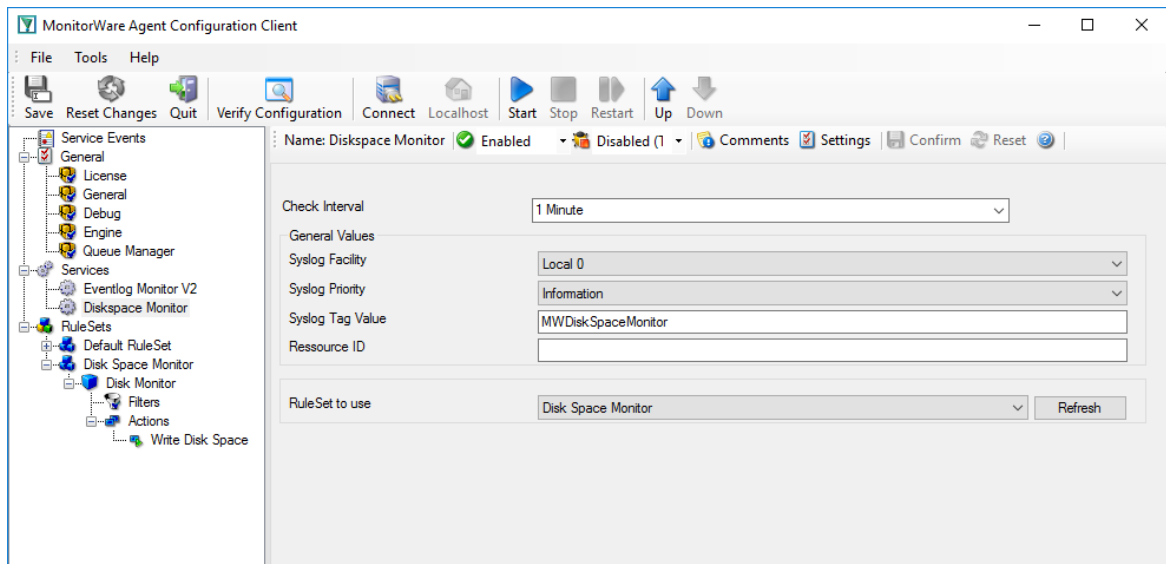 MonitorWare Agent Configuration Client
File Tools Help
Save Reset Changes Quit Verify Configuration Connect Localhost Start Stop Restart Up Down
Service Events
General
License
General
Debug
Engine
Queue Manager
Services
Eventlog Monitor V2
Diskspace Monitor
RuleSets
Default RuleSet
Disk Space Monitor
Disk Monitor
Filters
Actions
Write Disk Space
Name: Diskspace Monitor Enabled Disabled (1 Comments Settings Confirm Reset
Check Interval 1 Minute
General Values
Syslog Facility Local 0
Syslog Priority Information
Syslog Tag Value MWDiskSpaceMonitor
Ressource ID
RuleSet to use Disk Space Monitor Refresh